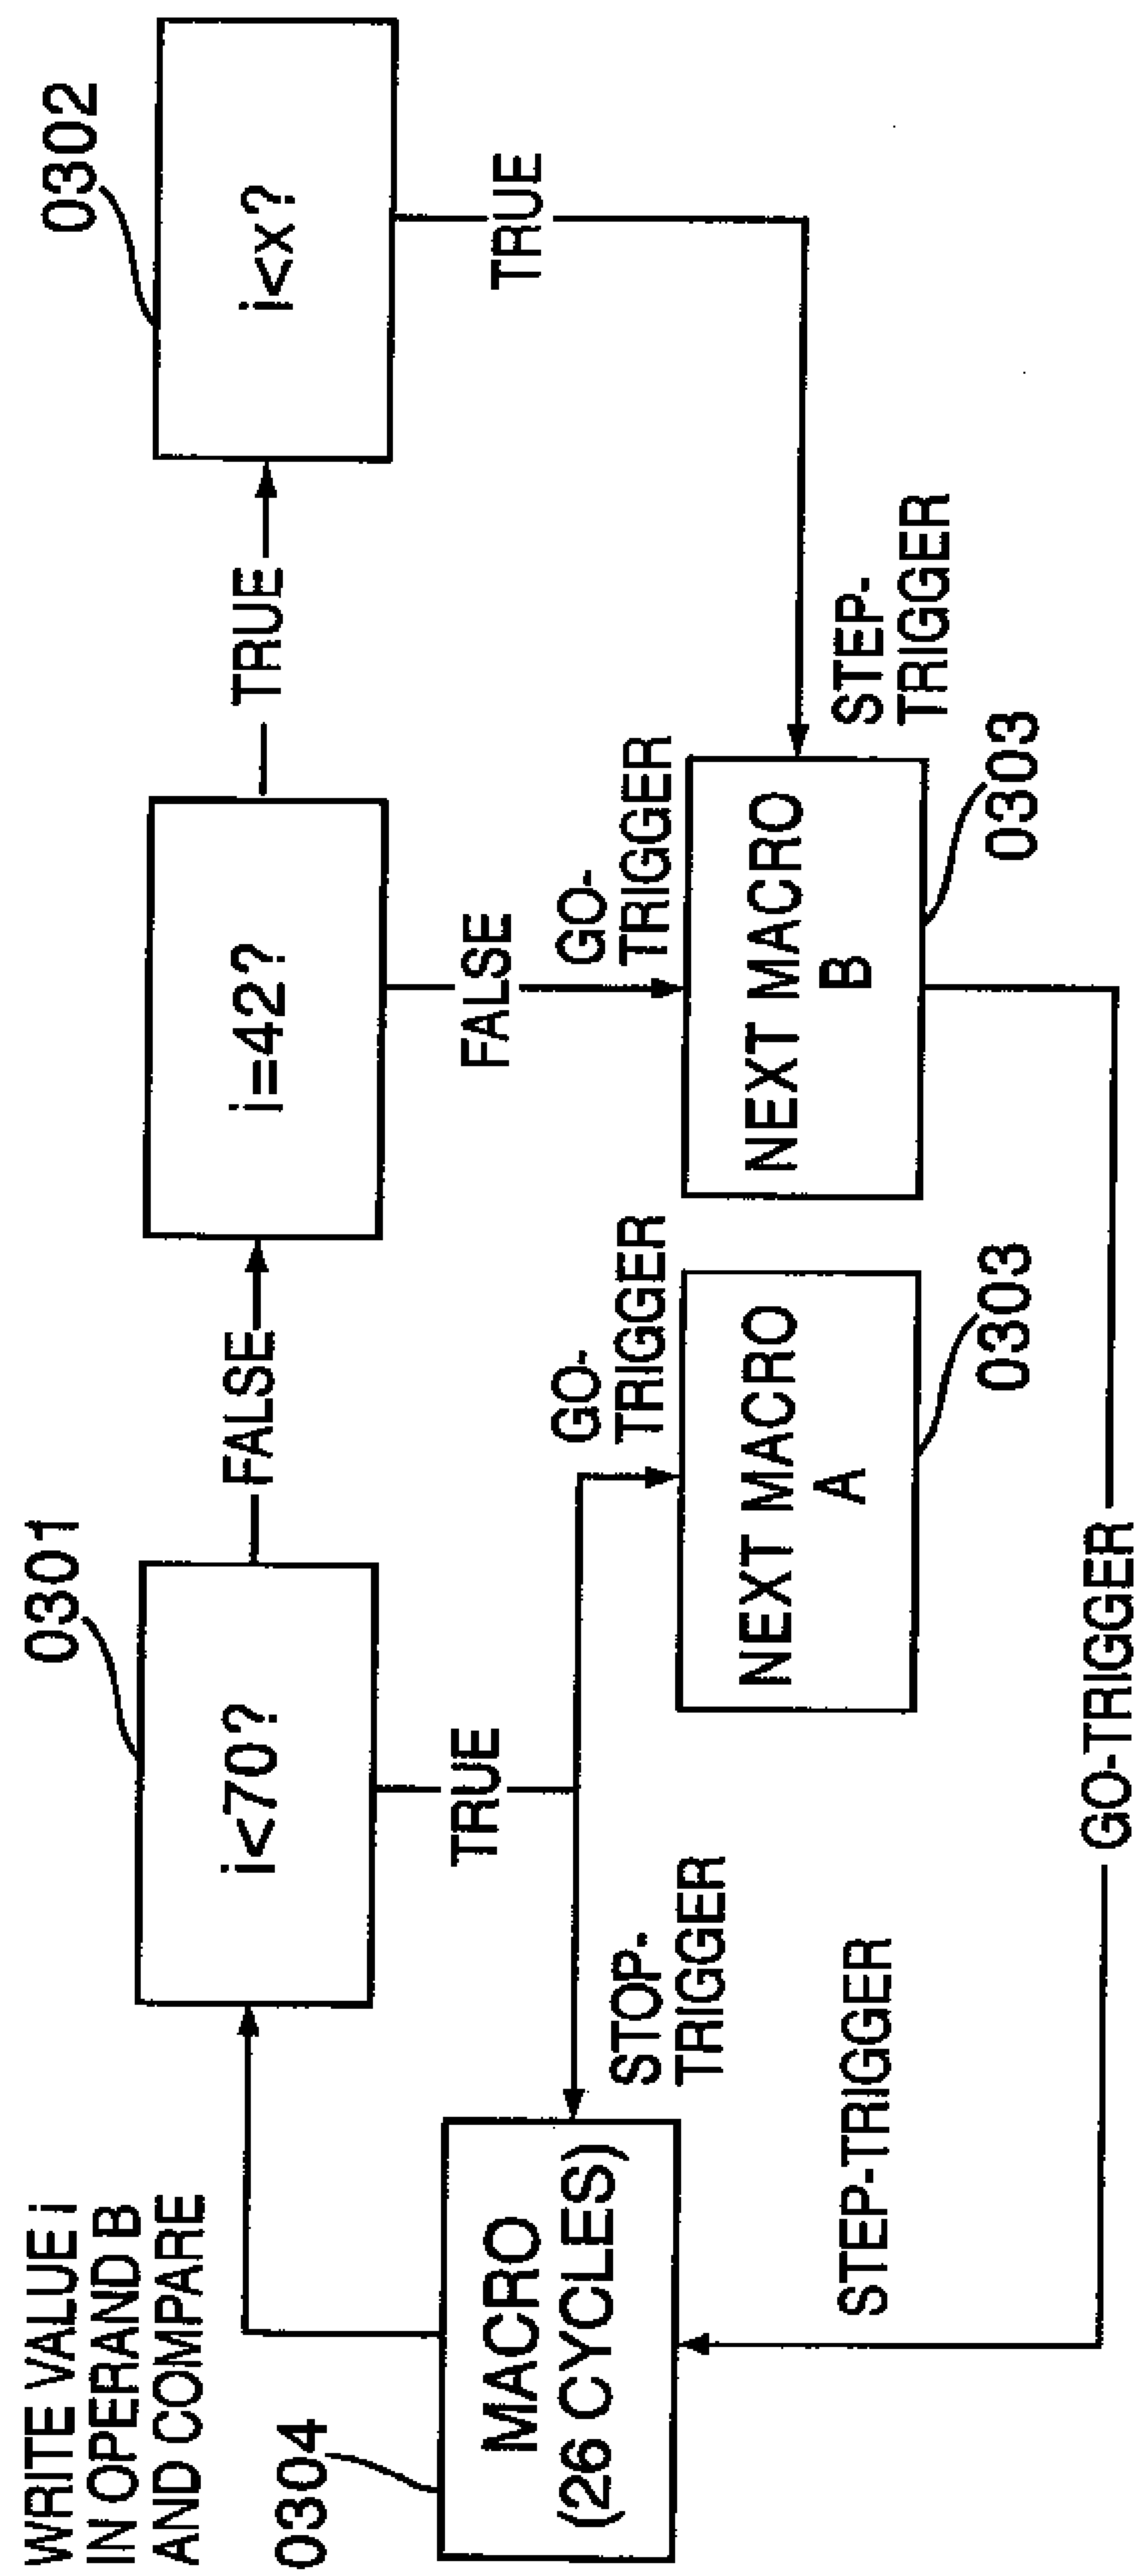 WRITE VALUE i
IN OPERAND B
AND COMPARE
0301
0302
i<70?
FALSE
i=42?
TRUE
i<x?
0304
MACRO
(26 CYCLES)
TRUE
STOP-
TRIGGER
GO-
TRIGGER
FALSE
GO-
TRIGGER
TRUE
STEP-
TRIGGER
NEXT MACRO
A
0303
NEXT MACRO
B
0303
STEP-TRIGGER
GO-TRIGGER